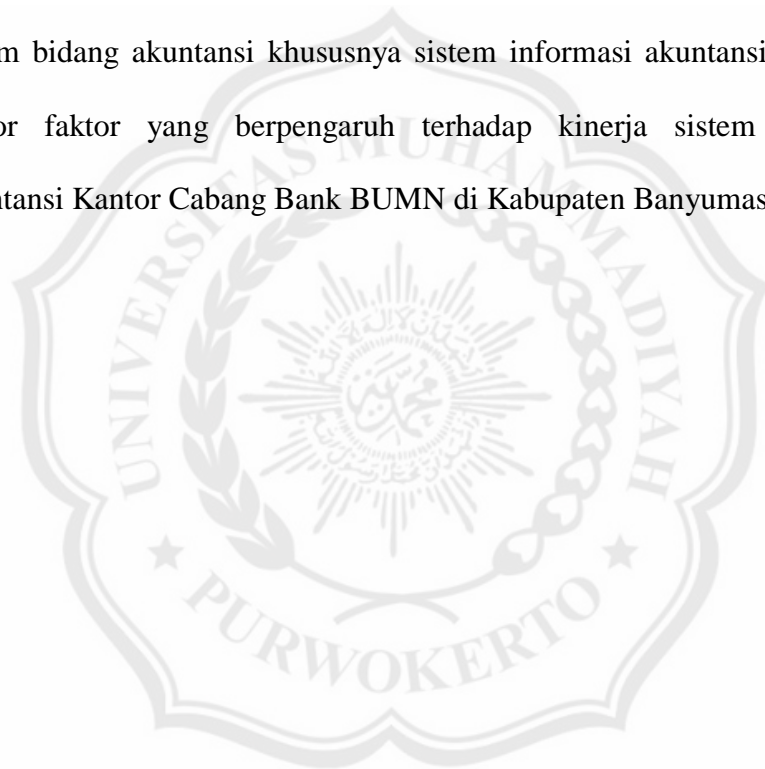 m bidang akuntansi khususnya sistem informasi akuntansi
or faktor yang berpengaruh terhadap kinerja sistem
ntansi Kantor Cabang Bank BUMN di Kabupaten Banyumas
UNIVERSITAS MUHAMMADIYAH
PURWOKERTO